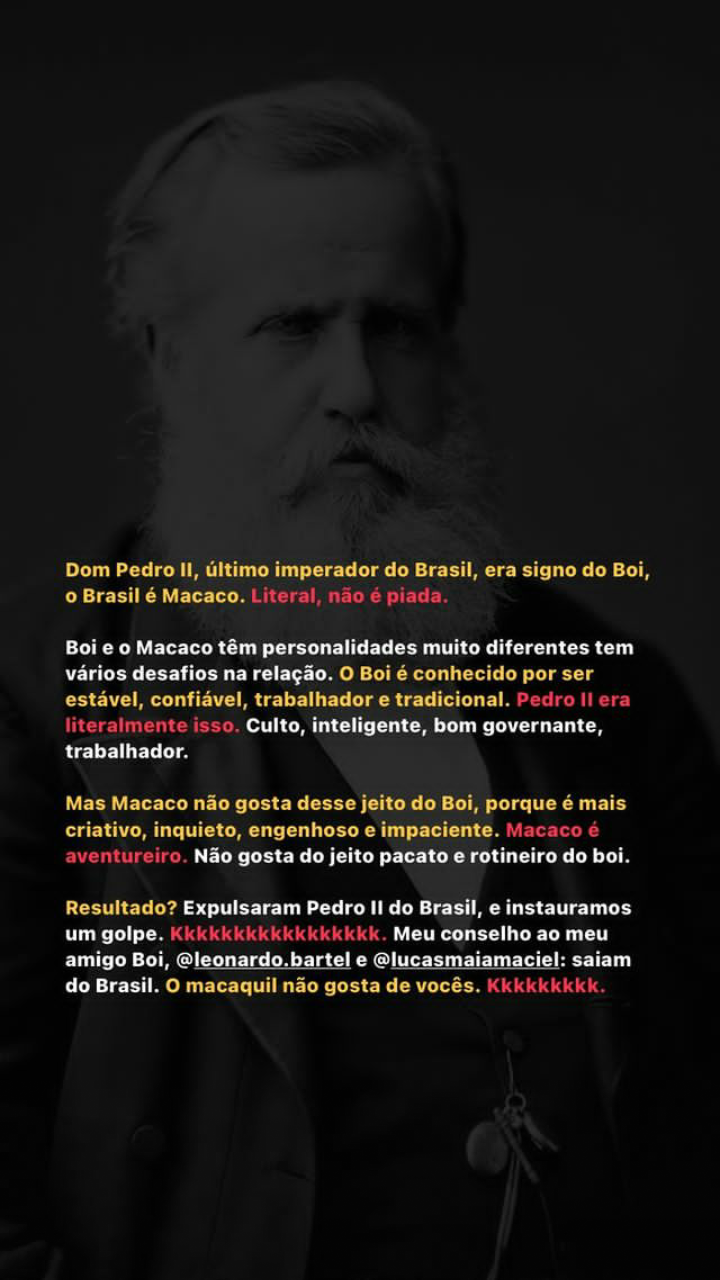 Dom Pedro II, último imperador do Brasil, era signo do Boi,
o Brasil é Macaco. Literal, não é piada.
Boi e o Macaco têm personalidades muito diferentes tem
vários desafios na relação. O Boi é conhecido por ser
estável, confiável, trabalhador e tradicional. Pedro II era
literalmente isso. Culto, inteligente, bom governante,
trabalhador.
Mas Macaco não gosta desse jeito do Boi, porque é mais
criativo, inquieto, engenhoso e impaciente. Macaco é
aventureiro. Não gosta do jeito pacato e rotineiro do boi.
Resultado? Expulsaram Pedro II do Brasil, e instauramos
um golpe. Kkkkkkkkkkkkkkkkk. Meu conselho ao meu
amigo Boi, @leonardo.bartel e @lucasmaiamaciel: saiam
do Brasil. O macaquil não gosta de vocês. Kkkkkkkkk.